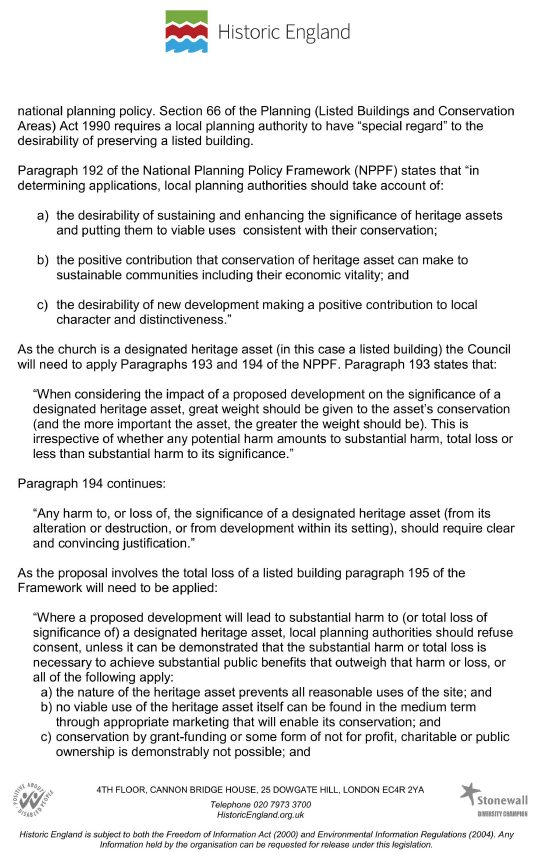 Historic England
national planning policy. Section 66 of the Planning (Listed Buildings and Conservation
Areas) Act 1990 requires a local planning authority to have “special regard” to the
desirability of preserving a listed building.
Paragraph 192 of the National Planning Policy Framework (NPPF) states that “in
determining applications, local planning authorities should take account of:
a) the desirability of sustaining and enhancing the significance of heritage assets
and putting them to viable uses  consistent with their conservation;
b) the positive contribution that conservation of heritage asset can make to
sustainable communities including their economic vitality; and
c) the desirability of new development making a positive contribution to local
character and distinctiveness.”
As the church is a designated heritage asset (in this case a listed building) the Council
will need to apply Paragraphs 193 and 194 of the NPPF. Paragraph 193 states that:
“When considering the impact of a proposed development on the significance of a
designated heritage asset, great weight should be given to the asset’s conservation
(and the more important the asset, the greater the weight should be). This is
irrespective of whether any potential harm amounts to substantial harm, total loss or
less than substantial harm to its significance.”
Paragraph 194 continues:
“Any harm to, or loss of, the significance of a designated heritage asset (from its
alteration or destruction, or from development within its setting), should require clear
and convincing justification.”
As the proposal involves the total loss of a listed building paragraph 195 of the
Framework will need to be applied:
“Where a proposed development will lead to substantial harm to (or total loss of
significance of) a designated heritage asset, local planning authorities should refuse
consent, unless it can be demonstrated that the substantial harm or total loss is
necessary to achieve substantial public benefits that outweigh that harm or loss, or
all of the following apply:
a) the nature of the heritage asset prevents all reasonable uses of the site; and
b) no viable use of the heritage asset itself can be found in the medium term
through appropriate marketing that will enable its conservation; and
c) conservation by grant-funding or some form of not for profit, charitable or public
ownership is demonstrably not possible; and
POSITIVE ABOUT DISABLED PEOPLE
4TH FLOOR, CANNON BRIDGE HOUSE, 25 DOWGATE HILL, LONDON EC4R 2YA
Telephone 020 7973 3700
HistoricEngland.org.uk
Stonewall
DIVERSITY CHAMPION
Historic England is subject to both the Freedom of Information Act (2000) and Environmental Information Regulations (2004). Any
Information held by the organisation can be requested for release under this legislation.